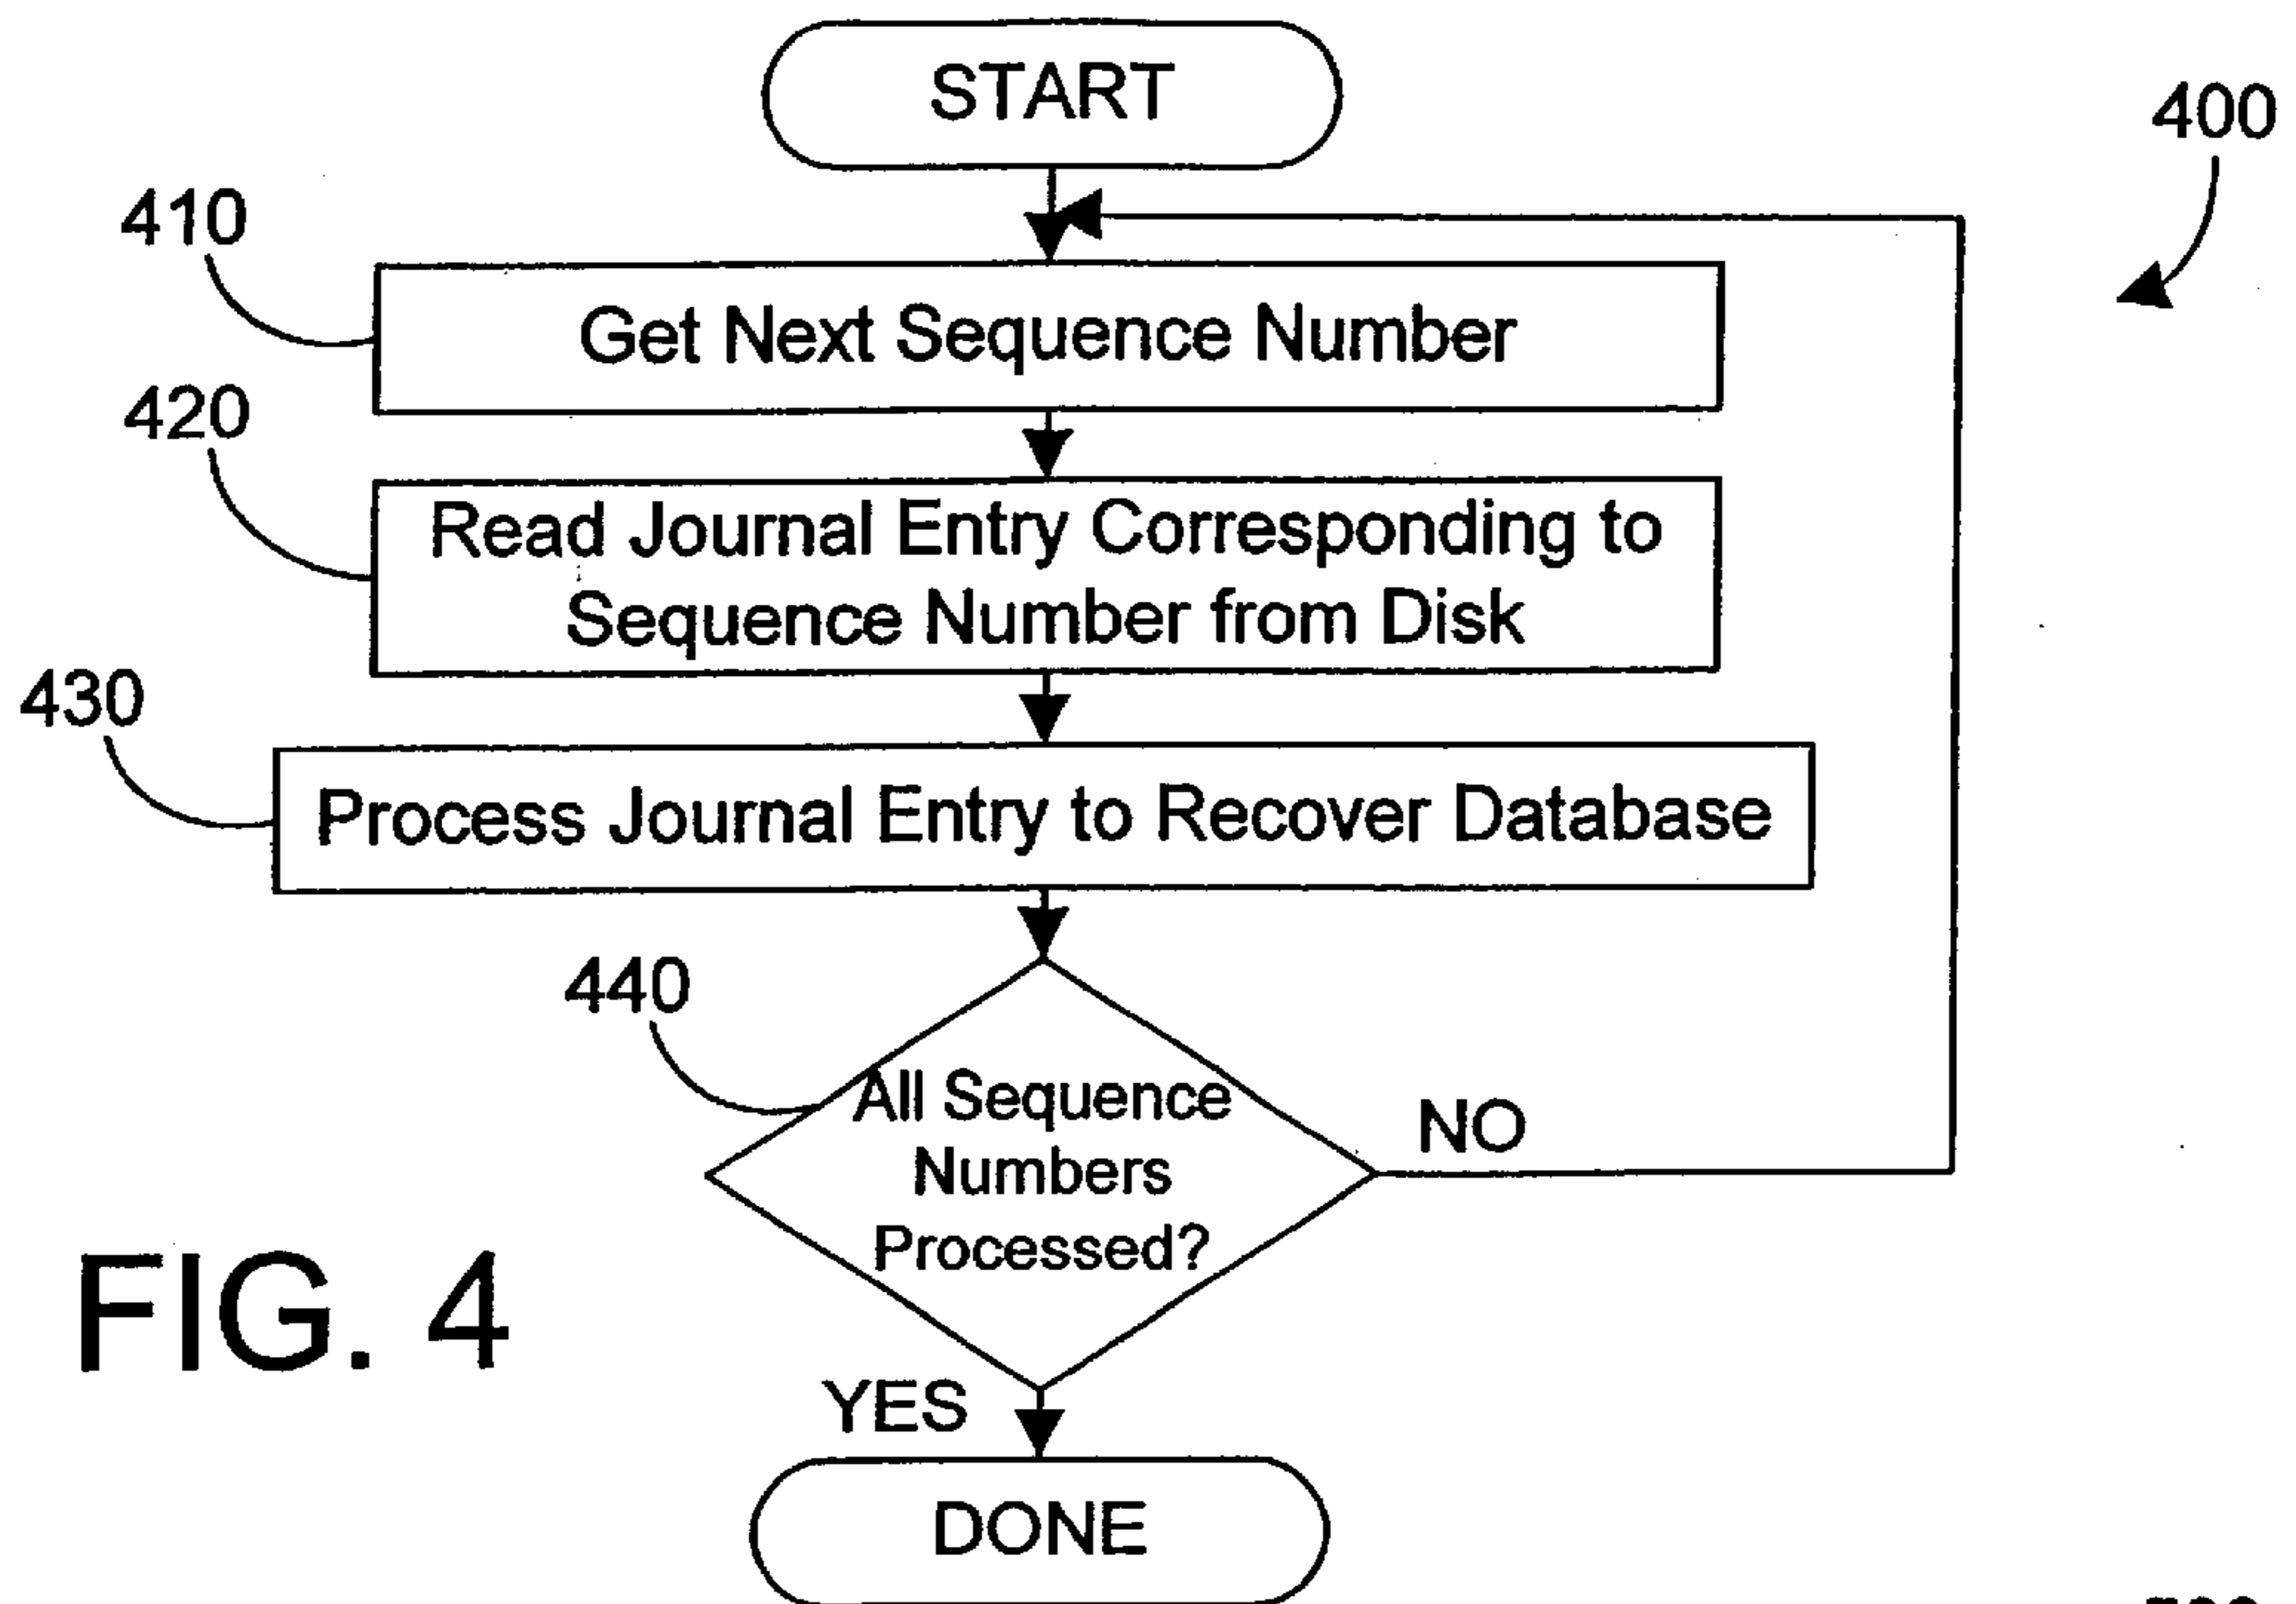 START
400
410
Get Next Sequence Number
420
Read Journal Entry Corresponding to
Sequence Number from Disk
430
Process Journal Entry to Recover Database
440
All Sequence
Numbers
Processed?
NO
FIG. 4
YES
DONE